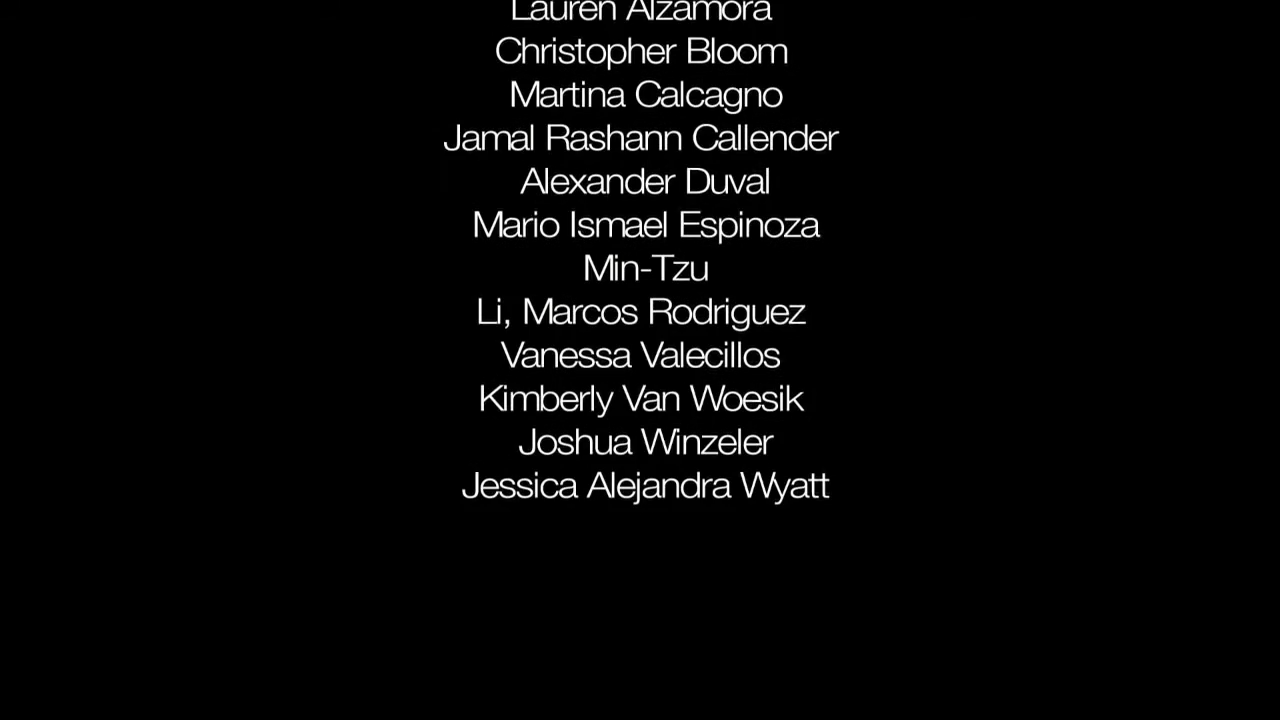 Lauren Alzamora
Christopher Bloom
Martina Calcagno
Jamal Rashann Callender
Alexander Duval
Mario Ismael Espinoza
Min-Tzu
Li, Marcos Rodriguez
Vanessa Valecillos
Kimberly Van Woesik
Joshua Winzeler
Jessica Alejandra Wyatt